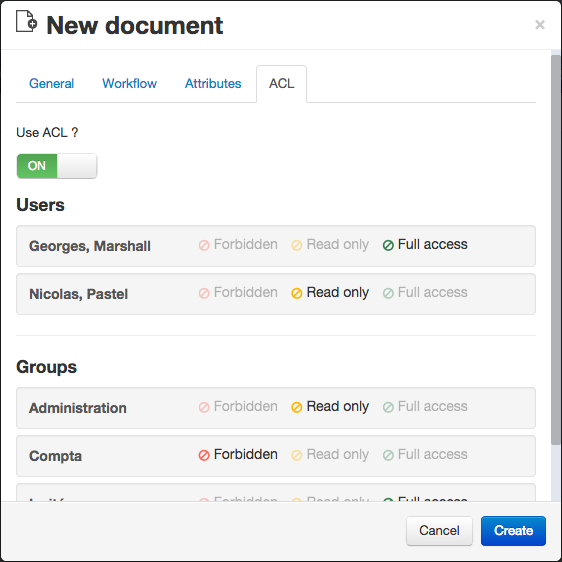 New document
×
General Workflow Attributes ACL
Use ACL ?
ON
Users
Georges, Marshall Forbidden Read only Full access
Nicolas, Pastel Forbidden Read only Full access
Groups
Administration Forbidden Read only Full access
Compta Forbidden Read only Full access
Forbidden Read only Full access
Cancel Create